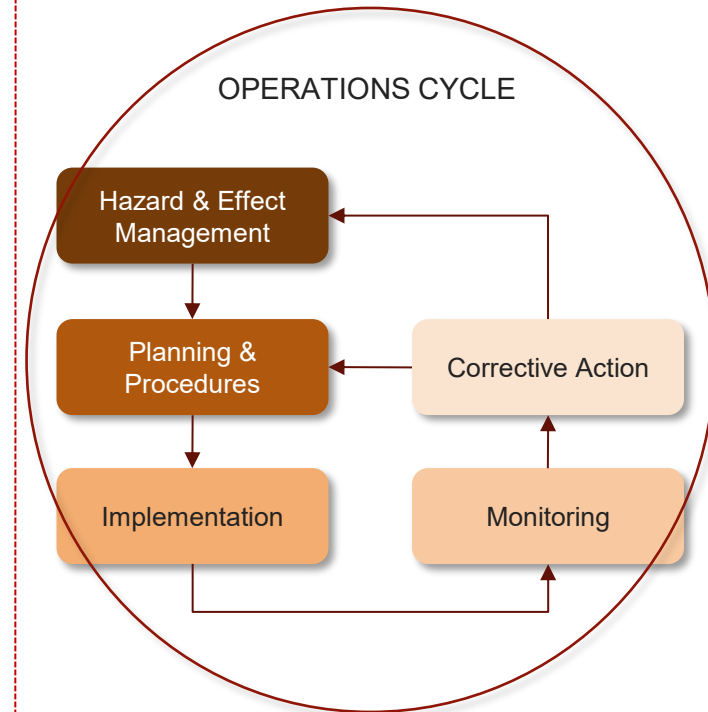 OPERATIONS CYCLE
Hazard & Effect
Management
Planning &
Procedures
Corrective Action
Implementation
Monitoring